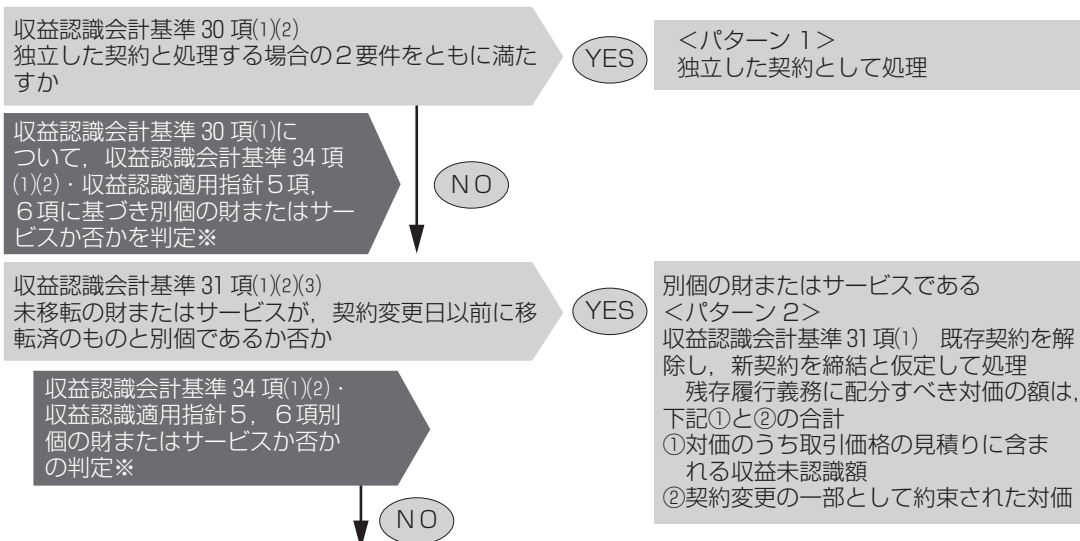 収益認識会計基準 30 項⑴⑵
独立した契約と処理する場合の2要件をともに満た
すか
YES
<パターン 1>
独立した契約として処理
収益認識会計基準 30 項⑴に
ついて，収益認識会計基準 34 項
⑴⑵・収益認識適用指針5項，
6項に基づき別個の財またはサー
ビスか否かを判定※
NO
収益認識会計基準 31 項⑴⑵⑶
未移転の財またはサービスが，契約変更日以前に移
転済のものと別個であるか否か
YES
別個の財またはサービスである
<パターン 2>
収益認識会計基準 31 項⑴　既存契約を解
除し，新契約を締結と仮定して処理
　残存履行義務に配分すべき対価の額は，
下記①と②の合計
①対価のうち取引価格の見積りに含ま
れる収益未認識額
②契約変更の一部として約束された対価
収益認識会計基準 34 項⑴⑵・
収益認識適用指針5，6項別
個の財またはサービスか否か
の判定※
NO